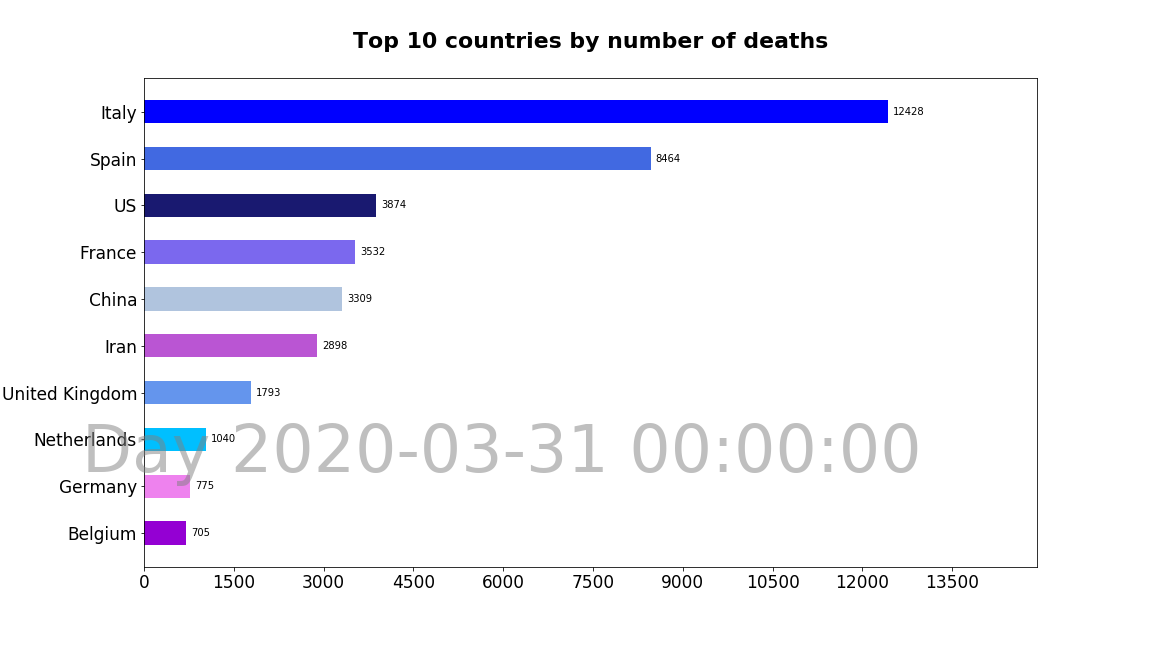 Top 10 countries by number of deaths
Italy 12428
Spain 8464
US 3874
France 3532
China 3309
Iran 2898
United Kingdom 1793
Netherlands 1040
Day 2020-03-31 00:00:00
Germany 775
Belgium 705
0 1500 3000 4500 6000 7500 9000 10500 12000 13500